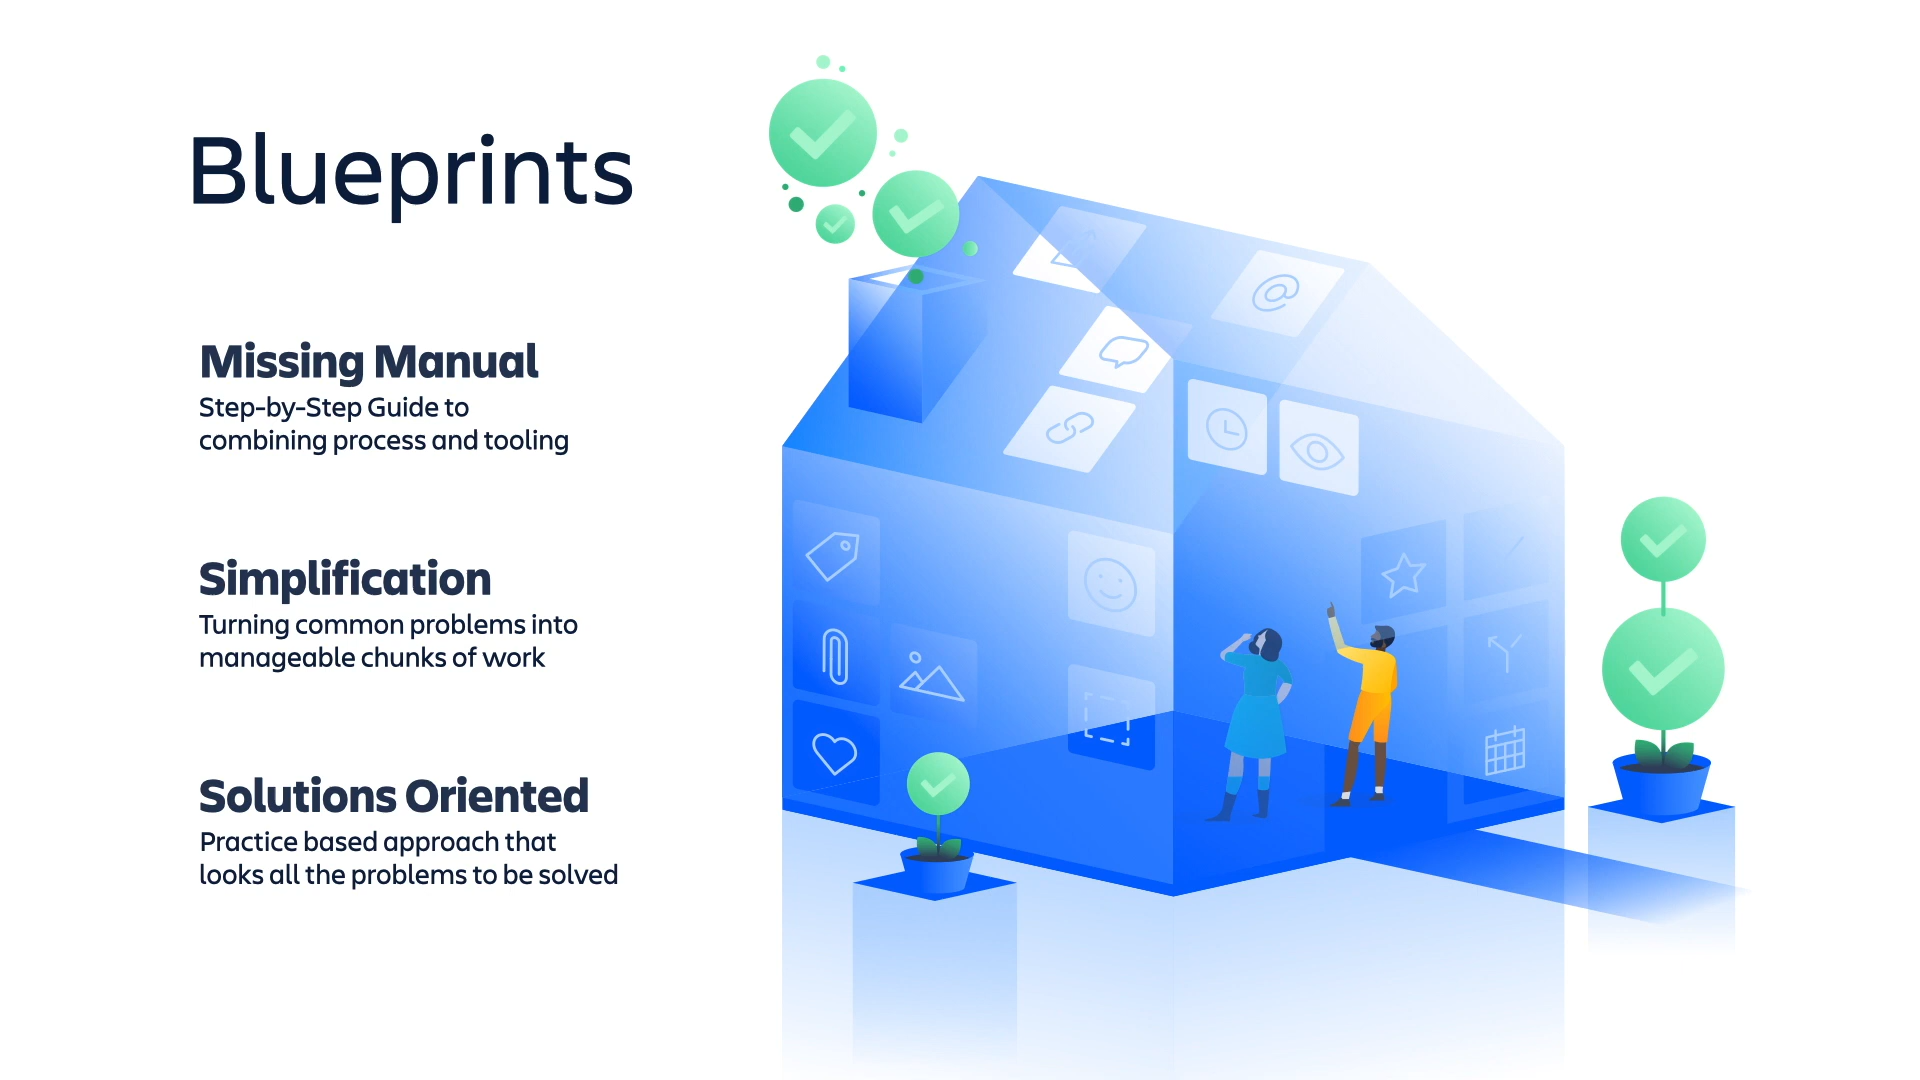 Blueprints
Missing Manual
Step-by-Step Guide to
combining process and tooling
Simplification
Turning common problems into
manageable chunks of work
Solutions Oriented
Practice based approach that
looks all the problems to be solved